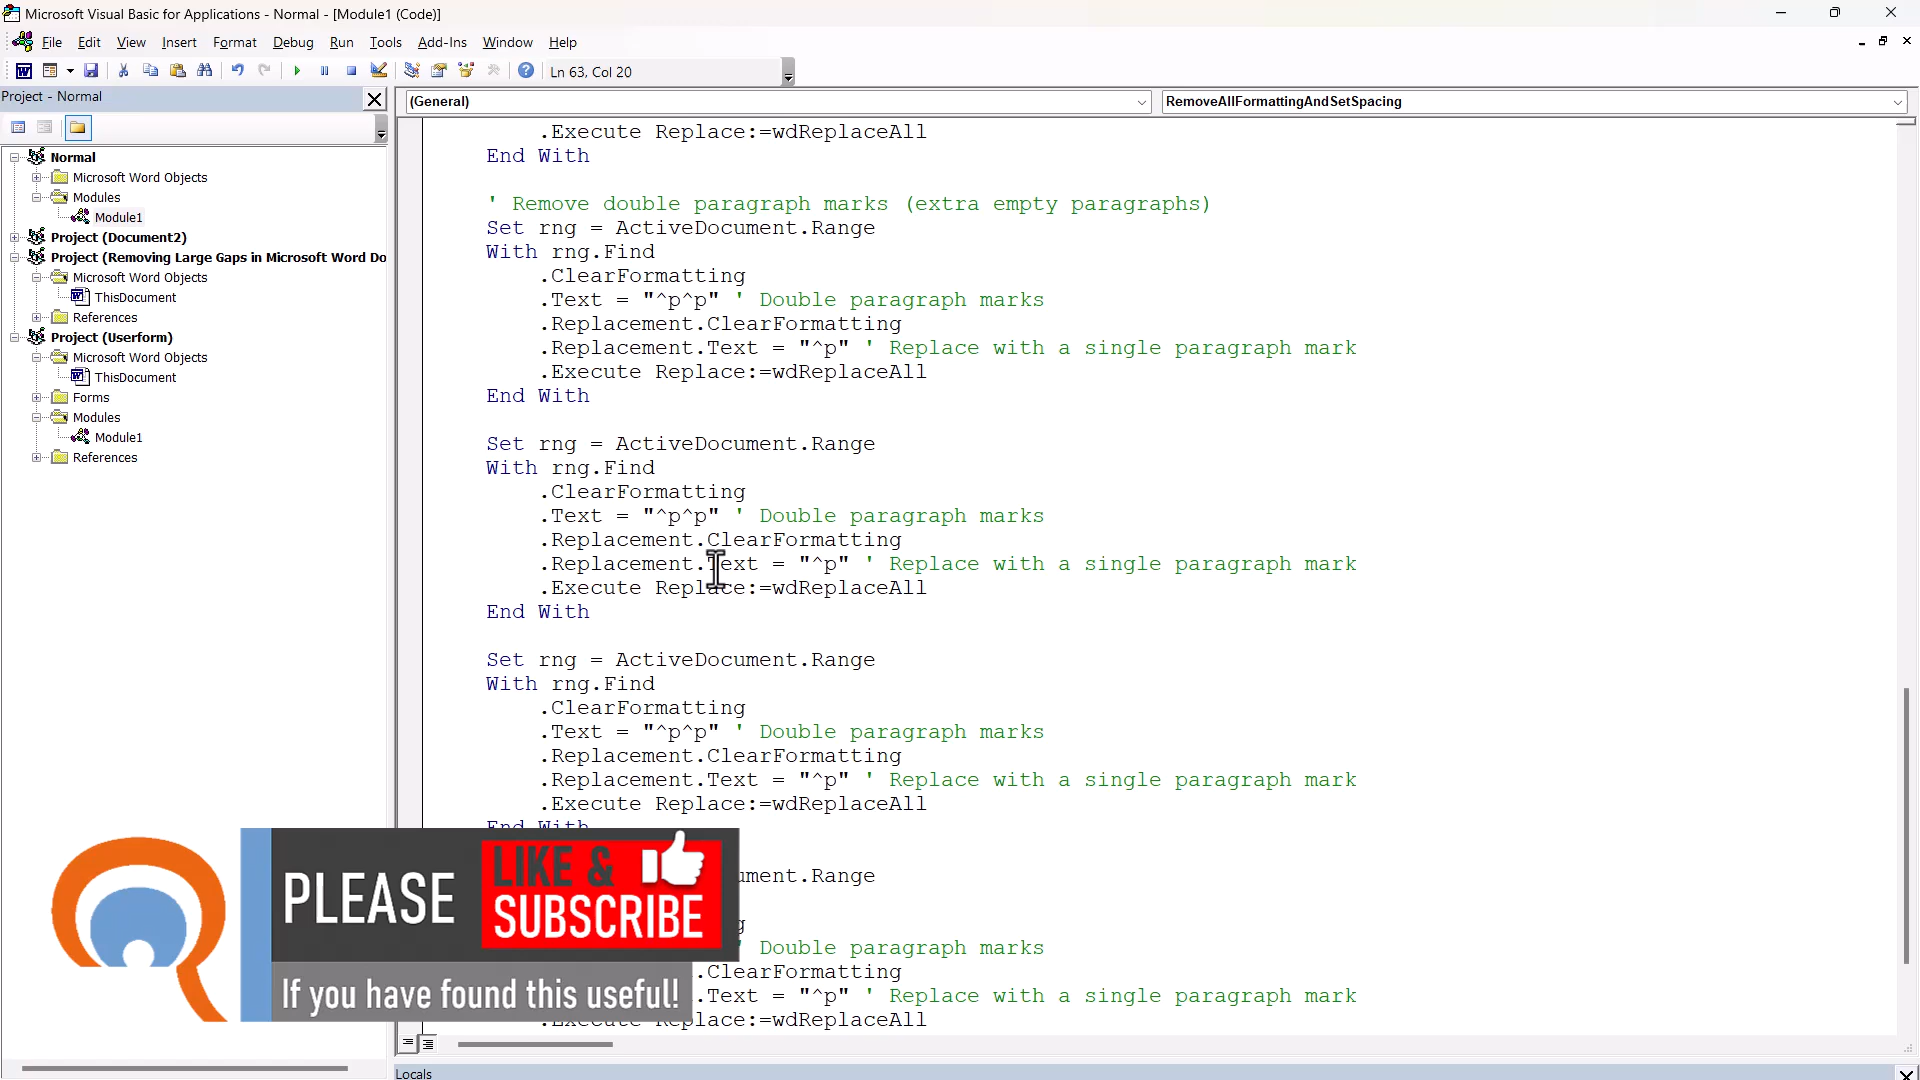 Microsoft Visual Basic for Applications - Normal - [Module1 (Code)]
File Edit View Insert Format Debug Run Tools Add-Ins Window Help
Ln 63, Col 20
Project - Normal
(General) RemoveAllFormattingAndSetSpacing
Normal
Microsoft Word Objects
Modules
Module1
Project (Document2)
Project (Removing Large Gaps in Microsoft Word Do
Microsoft Word Objects
ThisDocument
References
Project (Userform)
Microsoft Word Objects
ThisDocument
Forms
Modules
Module1
References
.Execute Replace:=wdReplaceAll
End With
' Remove double paragraph marks (extra empty paragraphs)
Set rng = ActiveDocument.Range
With rng.Find
.ClearFormatting
.Text = "^p^p" ' Double paragraph marks
.Replacement.ClearFormatting
.Replacement.Text = "^p" ' Replace with a single paragraph mark
.Execute Replace:=wdReplaceAll
End With
Set rng = ActiveDocument.Range
With rng.Find
.ClearFormatting
.Text = "^p^p" ' Double paragraph marks
.Replacement.ClearFormatting
.Replacement.Text = "^p" ' Replace with a single paragraph mark
.Execute Replace:=wdReplaceAll
End With
Set rng = ActiveDocument.Range
With rng.Find
.ClearFormatting
.Text = "^p^p" ' Double paragraph marks
.Replacement.ClearFormatting
.Replacement.Text = "^p" ' Replace with a single paragraph mark
.Execute Replace:=wdReplaceAll
End With
ument.Range
g
' Double paragraph marks
.ClearFormatting
.Text = "^p" ' Replace with a single paragraph mark
.Execute Replace:=wdReplaceAll
PLEASE
LIKE &
SUBSCRIBE
If you have found this useful!
Locals